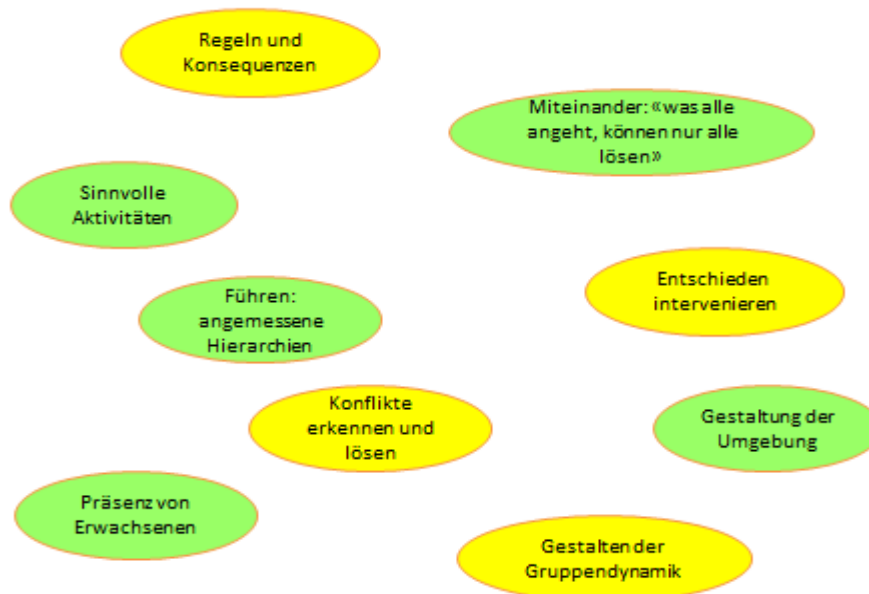 Regeln und
Konsequenzen
Miteinander: «was alle
angeht, können nur alle
lösen»
Sinnvolle
Aktivitäten
Entschieden
intervenieren
Führen:
angemessene
Hierarchien
Konflikte
erkennen und
lösen
Gestaltung der
Umgebung
Präsenz von
Erwachsenen
Gestalten der
Gruppendynamik